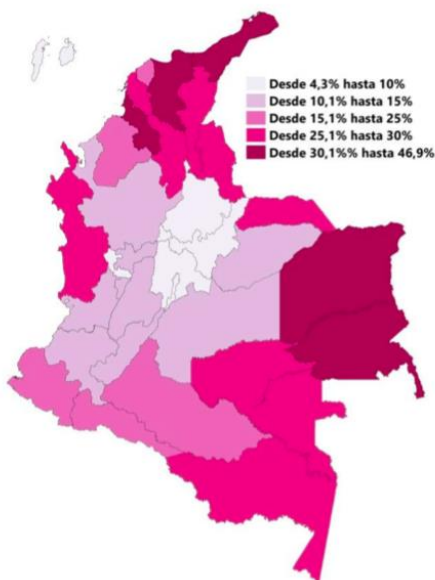 Desde 4,3% hasta 10%
Desde 10,1% hasta 15%
Desde 15,1% hasta 25%
Desde 25,1% hasta 30%
Desde 30,1%% hasta 46,9%